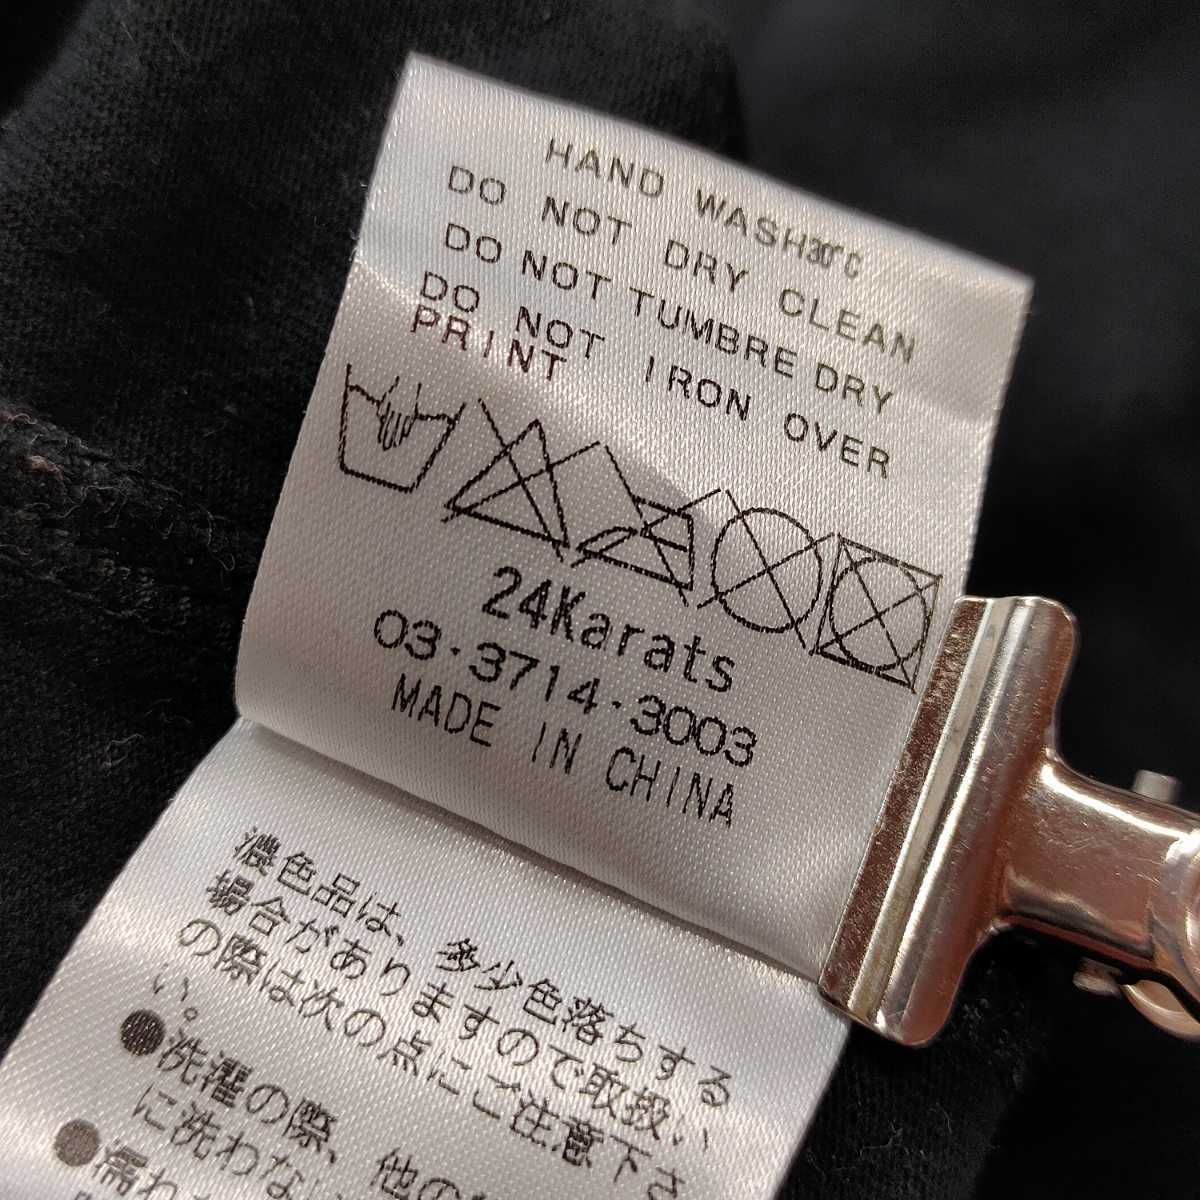 HAND WASH30°C
DO NOT DRY CLEAN
DO NOT TUMBRE DRY
DO NOT IRON OVER
PRINT
24Karats
03・3714・3003
MADE IN CHINA
濃色品は、多少色落ちする
場合がありますので取扱い
の際は次の点にご注意下さ
い。
●洗濯の際、他の
に洗わな
●濡れ